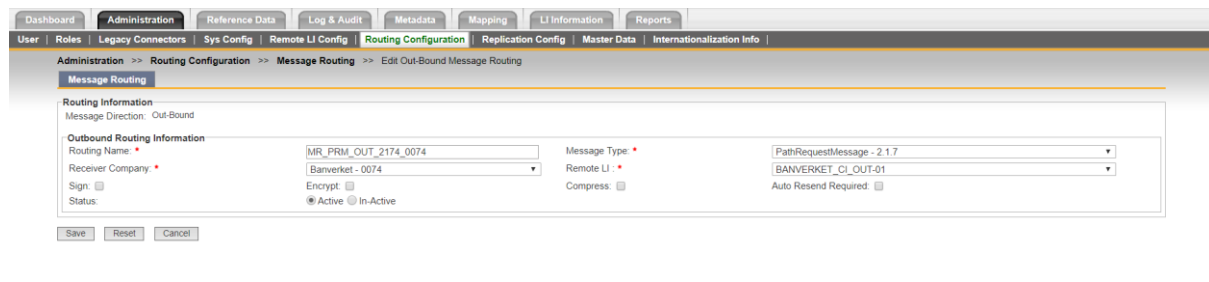 Dashboard Administration Reference Data Log & Audit Metadata Mapping LI Information Reports
User | Roles | Legacy Connectors | Sys Config | Remote LI Config | Routing Configuration | Replication Config | Master Data | Internationalization Info |
Administration >> Routing Configuration >> Message Routing >> Edit Out-Bound Message Routing
Message Routing
Routing Information
Message Direction: Out-Bound
Outbound Routing Information
Routing Name: * MR_PRM_OUT_2174_0074 Message Type: * PathRequestMessage - 2.1.7
Receiver Company: * Banverket - 0074 Remote LI : * BANVERKET_CI_OUT-01
Sign: Encrypt: Compress: Auto Resend Required:
Status: Active In-Active
Save Reset Cancel